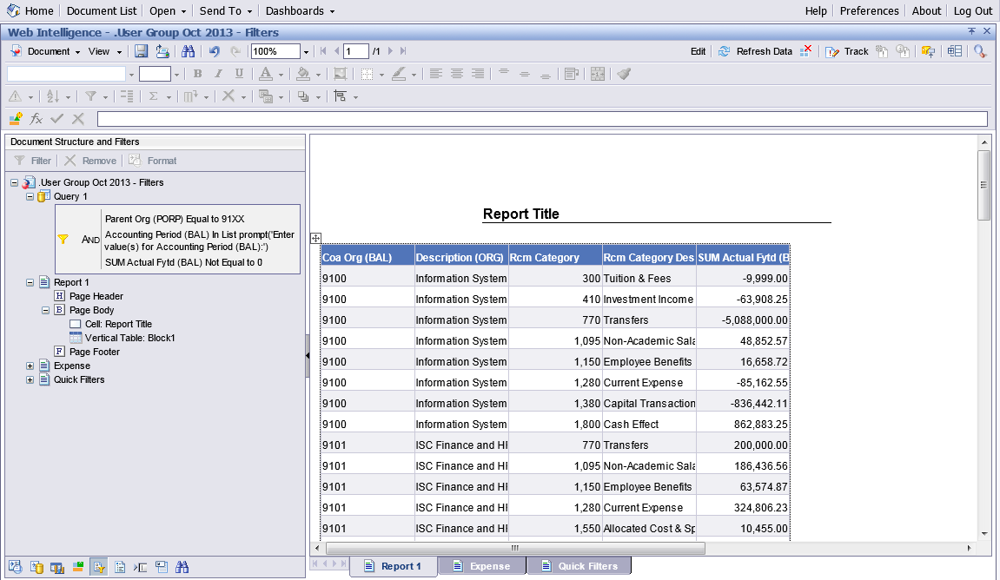 Home Document List Open Send To Dashboards Help Preferences About Log Out
Web Intelligence - .User Group Oct 2013 - Filters
Document View 100% 1 /1 Edit Refresh Data Track
B I U A
Σ
fx
Document Structure and Filters
Filter Remove Format
.User Group Oct 2013 - Filters
Query 1
Parent Org (PORP) Equal to 91XX
AND
Accounting Period (BAL) In List prompt('Enter
value(s) for Accounting Period (BAL):')
SUM Actual Fytd (BAL) Not Equal to 0
Report 1
H Page Header
B Page Body
Cell: Report Title
Vertical Table: Block1
F Page Footer
Expense
Quick Filters
Report Title
Coa Org (BAL) Description (ORG) Rcm Category Rcm Category Des SUM Actual Fytd (B
9100 Information System 300 Tuition & Fees -9,999.00
9100 Information System 410 Investment Income -63,908.25
9100 Information System 770 Transfers -5,088,000.00
9100 Information System 1,095 Non-Academic Sala 48,852.57
9100 Information System 1,150 Employee Benefits 16,658.72
9100 Information System 1,280 Current Expense -85,162.55
9100 Information System 1,380 Capital Transaction -836,442.11
9100 Information System 1,800 Cash Effect 862,883.25
9101 ISC Finance and HI 770 Transfers 200,000.00
9101 ISC Finance and HI 1,095 Non-Academic Sala 186,436.56
9101 ISC Finance and HI 1,150 Employee Benefits 63,574.87
9101 ISC Finance and HI 1,280 Current Expense 324,806.23
9101 ISC Finance and HI 1,550 Allocated Cost & Sp 10,455.00
Report 1 Expense Quick Filters